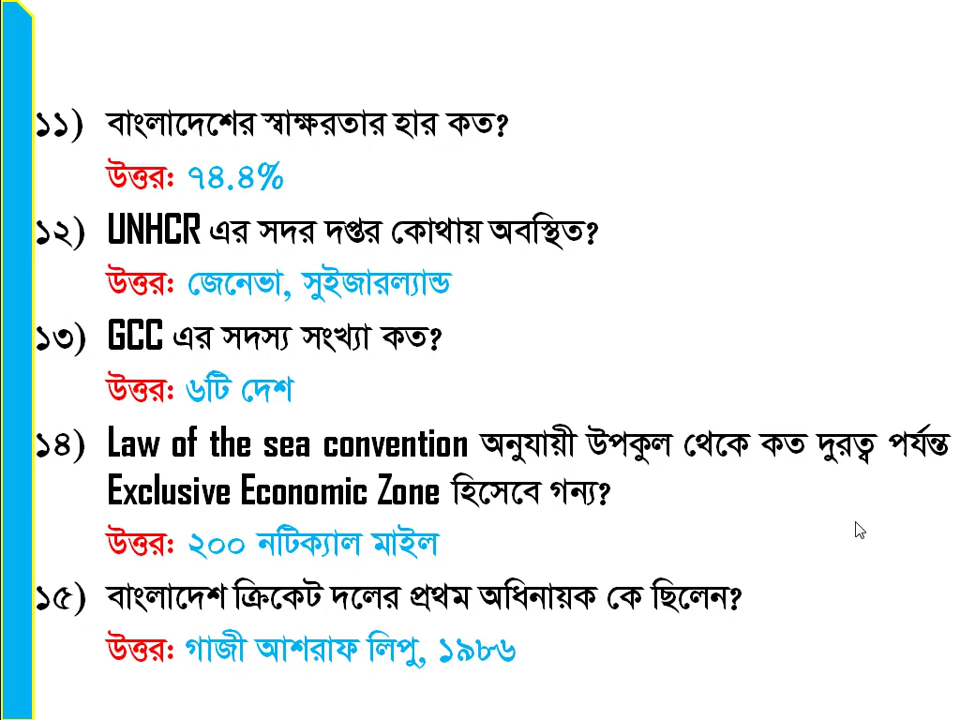 ১১) বাংলাদেশের স্বাক্ষরতার হার কত?
উত্তর: ৭৪.৪%
১২) UNHCR এর সদর দপ্তর কোথায় অবস্থিত?
উত্তর: জেনেভা, সুইজারল্যান্ড
১৩) GCC এর সদস্য সংখ্যা কত?
উত্তর: ৬টি দেশ
১৪) Law of the sea convention অনুযায়ী উপকুল থেকে কত দুরত্ব পর্যন্ত
Exclusive Economic Zone হিসেবে গন্য?
উত্তর: ২০০ নটিক্যাল মাইল
১৫) বাংলাদেশ ক্রিকেট দলের প্রথম অধিনায়ক কে ছিলেন?
উত্তর: গাজী আশরাফ লিপু, ১৯৮৬